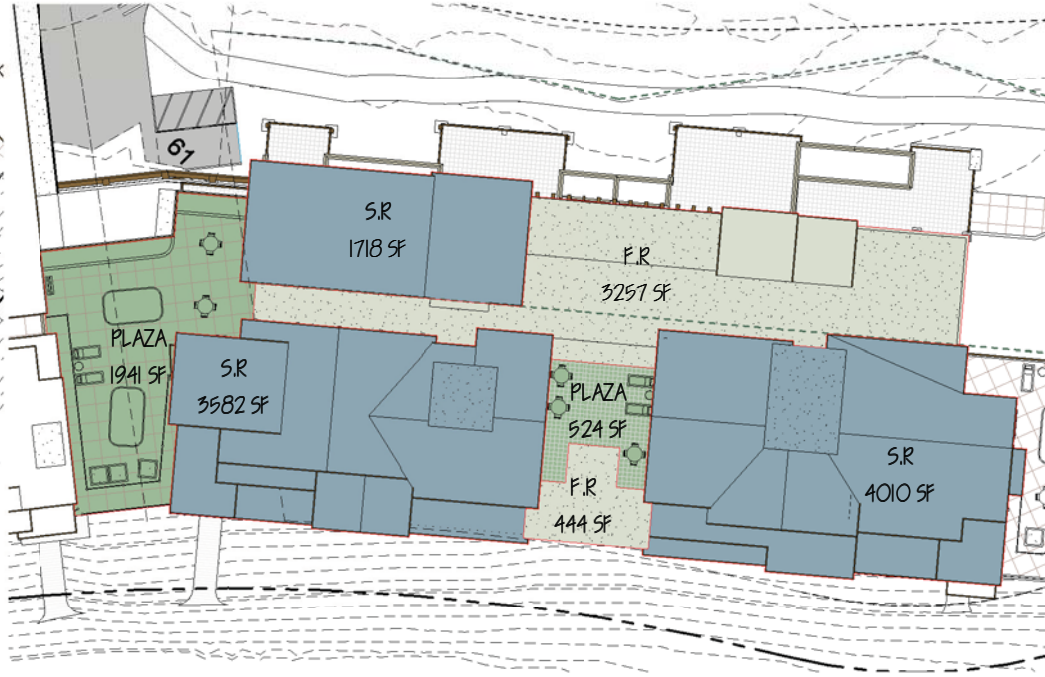 61
S.R
1718 SF
F.R
3257 SF
PLAZA
1941 SF
S.R
3582 SF
PLAZA
524 SF
F.R
444 SF
S.R
4010 SF